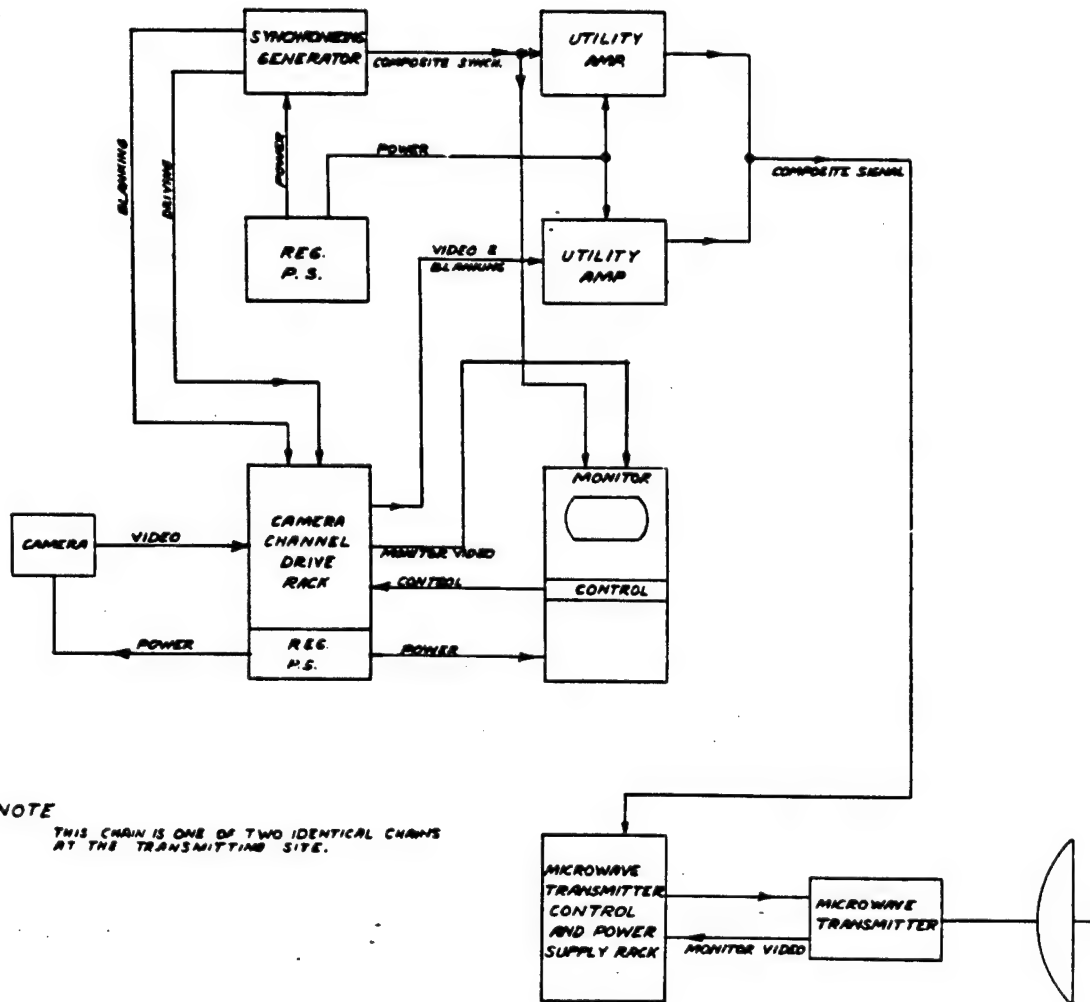 SYNCHRONIZING
GENERATOR
COMPOSITE SYNCH.
UTILITY
AMP.
BLANKING
DRIVING
POWER
POWER
COMPOSITE SIGNAL
REG.
P. S.
VIDEO &
BLANKING
UTILITY
AMP
CAMERA
VIDEO
CAMERA
CHANNEL
DRIVE
RACK
MONITOR VIDEO
CONTROL
MONITOR
CONTROL
POWER
REG.
P.S.
POWER
NOTE
THIS CHAIN IS ONE OF TWO IDENTICAL CHAINS
AT THE TRANSMITTING SITE.
MICROWAVE
TRANSMITTER
CONTROL
AND POWER
SUPPLY RACK
MONITOR VIDEO
MICROWAVE
TRANSMITTER